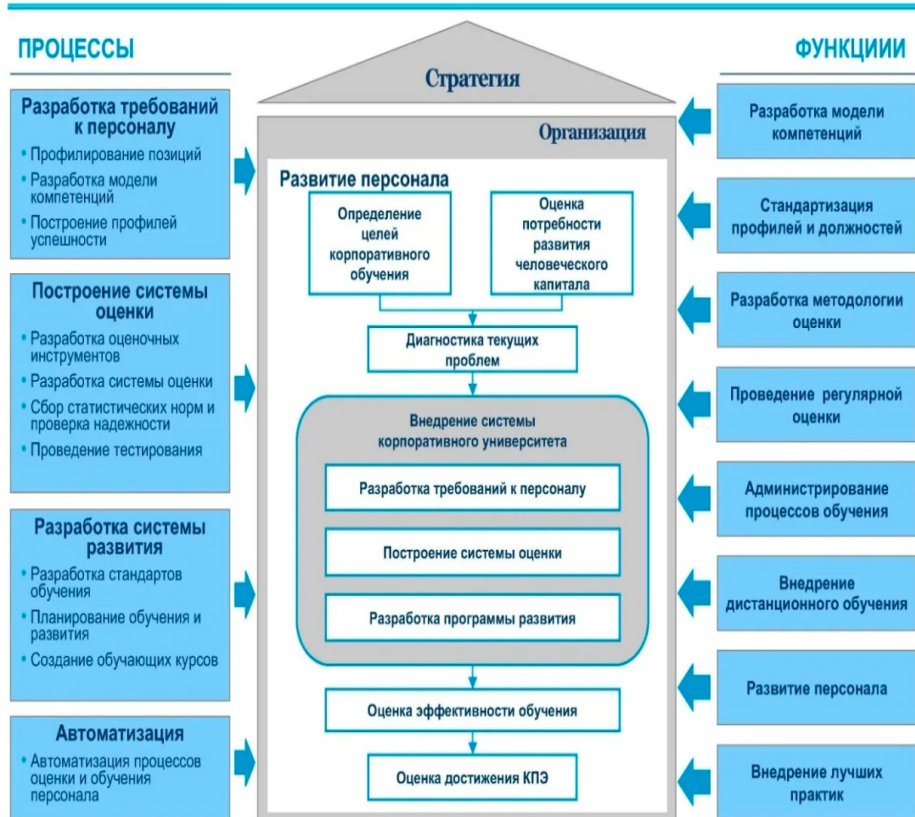 ПРОЦЕССЫ
Разработка требований
к персоналу
• Профилирование позиций
• Разработка модели
компетенций
• Построение профилей
успешности
Построение системы
оценки
• Разработка оценочных
инструментов
• Разработка системы оценки
• Сбор статистических норм и
проверка надежности
• Проведение тестирования
Разработка системы
развития
• Разработка стандартов
обучения
• Планирование обучения и
развития
• Создание обучающих курсов
Автоматизация
• Автоматизация процессов
оценки и обучения
персонала
Стратегия
Организация
Развитие персонала
Определение
целей
корпоративного
обучения
Оценка
потребности
развития
человеческого
капитала
Диагностика текущих
проблем
Внедрение системы
корпоративного университета
Разработка требований к персоналу
Построение системы оценки
Разработка программы развития
Оценка эффективности обучения
Оценка достижения КПЭ
ФУНКЦИИИ
Разработка модели
компетенций
Стандартизация
профилей и должностей
Разработка методологии
оценки
Проведение регулярной
оценки
Администрирование
процессов обучения
Внедрение
дистанционного обучения
Развитие персонала
Внедрение лучших
практик